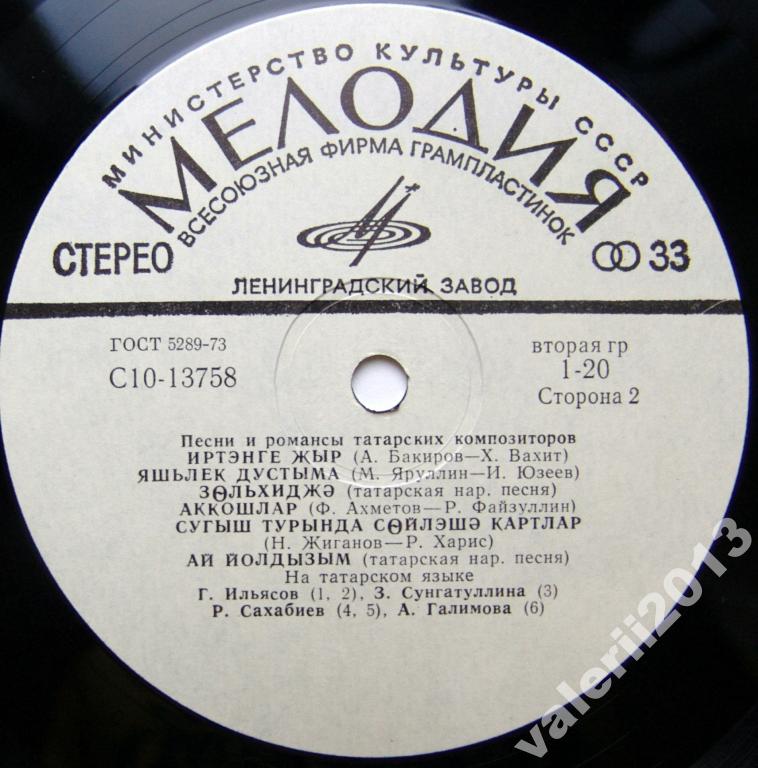 МИНИСТЕРСТВО КУЛЬТУРЫ СССР
МЕЛОДИЯ
ВСЕСОЮЗНАЯ ФИРМА ГРАМПЛАСТИНОК
СТЕРЕО 33
ЛЕНИНГРАДСКИЙ ЗАВОД
ГОСТ 5289-73 вторая гр
С10-13758 1-20
Сторона 2
Песни и романсы татарских композиторов
ИРТЭНГЕ ҖЫР (А. Бакиров—Х. Вахит)
ЯШЬЛЕК ДУСТЫМА (М. Яруллин—И. Юзеев)
ЗӨЛЬХИДҖӘ (татарская нар. песня)
АККОШЛАР (Ф. Ахметов—Р. Файзуллин)
СУГЫШ ТУРЫНДА СӨЙЛЭШӘ КАРТЛАР
(Н. Жиганов—Р. Харис)
АЙ ЙОЛДЫЗЫМ (татарская нар. песня)
На татарском языке
Г. Ильясов (1, 2), З. Сунгатуллина (3)
Р. Сахабиев (4, 5), А. Галимова (6)
valerii2013